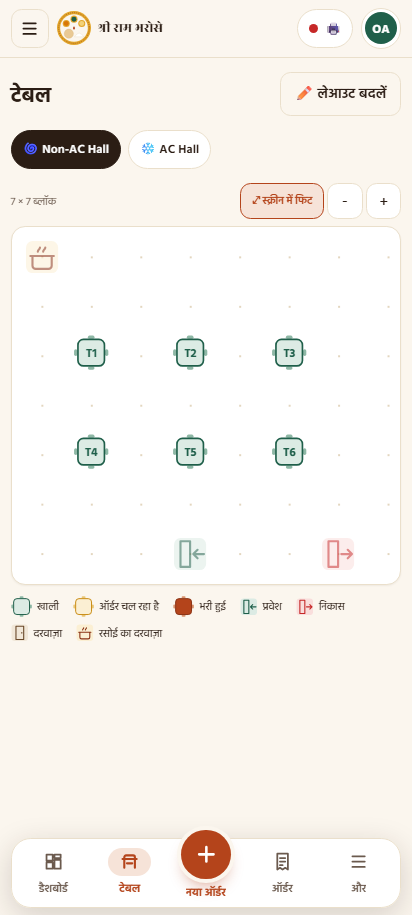 श्री राम भरोसे
OA
टेबल
लेआउट बदलें
Non-AC Hall
AC Hall
7 × 7 ब्लॉक
स्क्रीन में फिट
-
+
T1
T2
T3
T4
T5
T6
खाली
ऑर्डर चल रहा है
भरी हुई
प्रवेश
निकास
दरवाज़ा
रसोई का दरवाज़ा
डैशबोर्ड
टेबल
नया ऑर्डर
ऑर्डर
और